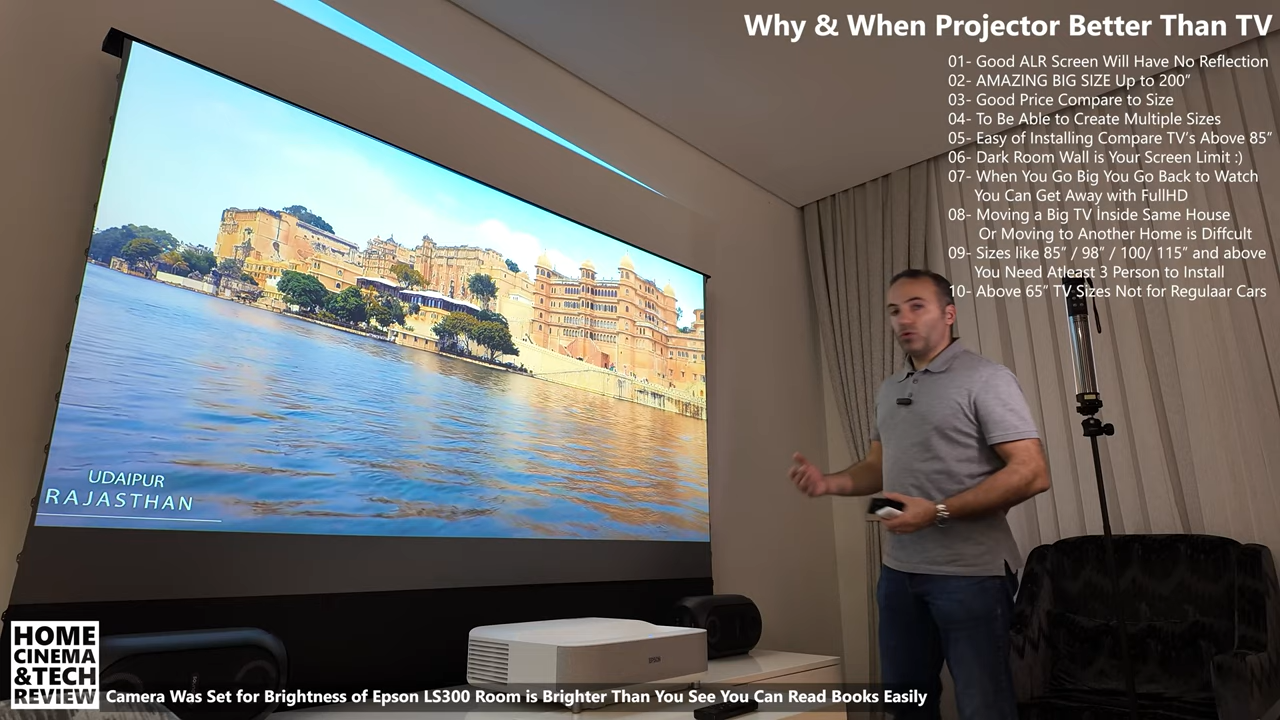 Why & When Projector Better Than TV
01- Good ALR Screen Will Have No Reflection
02- AMAZING BIG SIZE Up to 200”
03- Good Price Compare to Size
04- To Be Able to Create Multiple Sizes
05- Easy of Installing Compare TV’s Above 85”
06- Dark Room Wall is Your Screen Limit :)
07- When You Go Big You Go Back to Watch
You Can Get Away with FullHD
08- Moving a Big TV İnside Same House
Or Moving to Another Home is Diffcult
09- Sizes like 85” / 98” / 100/ 115” and above
You Need Atleast 3 Person to Install
10- Above 65” TV Sizes Not for Regulaar Cars
UDAIPUR
RAJASTHAN
EPSON
HOME
CINEMA
&TECH
REVIEW
Camera Was Set for Brightness of Epson LS300 Room is Brighter Than You See You Can Read Books Easily